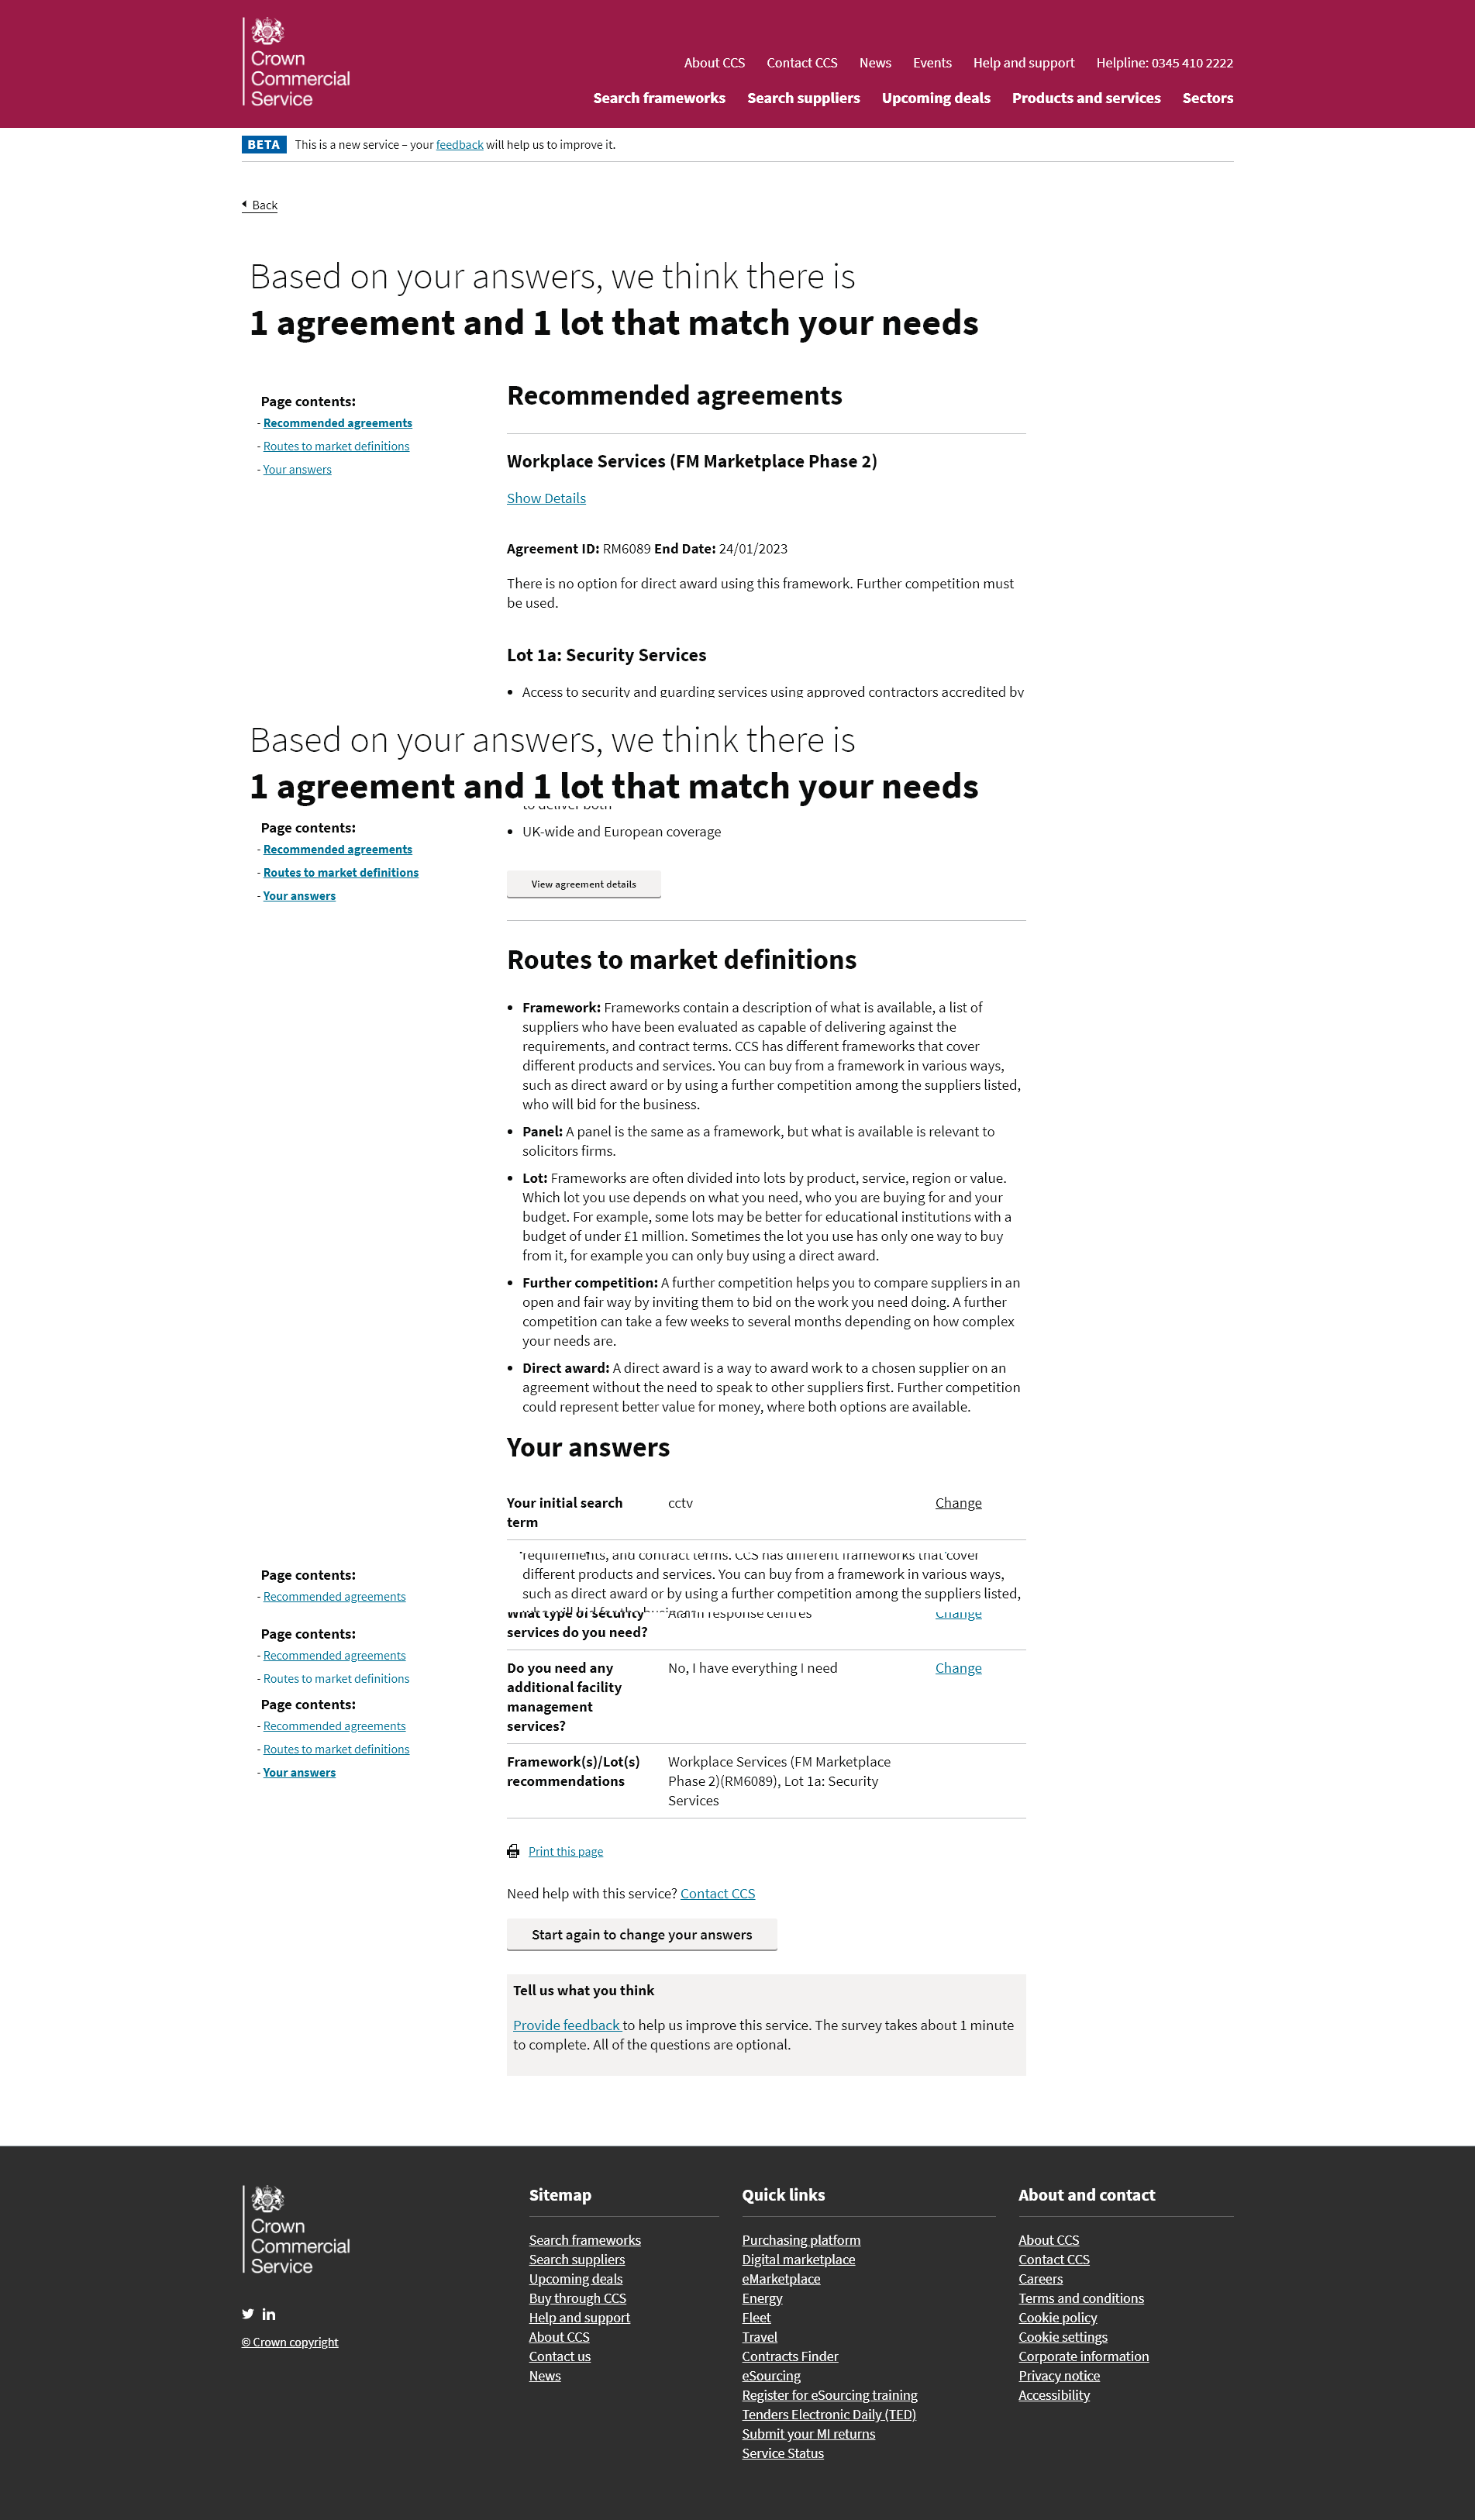 Crown
Commercial
Service
About CCS Contact CCS News Events Help and support Helpline: 0345 410 2222
Search frameworks Search suppliers Upcoming deals Products and services Sectors
BETA This is a new service – your feedback will help us to improve it.
Back
Based on your answers, we think there is
1 agreement and 1 lot that match your needs
Page contents:
- Recommended agreements
- Routes to market definitions
- Your answers
Recommended agreements
Workplace Services (FM Marketplace Phase 2)
Show Details
Agreement ID: RM6089 End Date: 24/01/2023
There is no option for direct award using this framework. Further competition must
be used.
Lot 1a: Security Services
• Access to security and guarding services using approved contractors accredited by
Based on your answers, we think there is
1 agreement and 1 lot that match your needs
to deliver both
Page contents:
- Recommended agreements
- Routes to market definitions
- Your answers
• UK-wide and European coverage
View agreement details
Routes to market definitions
• Framework: Frameworks contain a description of what is available, a list of
suppliers who have been evaluated as capable of delivering against the
requirements, and contract terms. CCS has different frameworks that cover
different products and services. You can buy from a framework in various ways,
such as direct award or by using a further competition among the suppliers listed,
who will bid for the business.
• Panel: A panel is the same as a framework, but what is available is relevant to
solicitors firms.
• Lot: Frameworks are often divided into lots by product, service, region or value.
Which lot you use depends on what you need, who you are buying for and your
budget. For example, some lots may be better for educational institutions with a
budget of under £1 million. Sometimes the lot you use has only one way to buy
from it, for example you can only buy using a direct award.
• Further competition: A further competition helps you to compare suppliers in an
open and fair way by inviting them to bid on the work you need doing. A further
competition can take a few weeks to several months depending on how complex
your needs are.
• Direct award: A direct award is a way to award work to a chosen supplier on an
agreement without the need to speak to other suppliers first. Further competition
could represent better value for money, where both options are available.
Your answers
Your initial search cctv Change
term
requirements, and contract terms. CCS has different frameworks that cover
different products and services. You can buy from a framework in various ways,
such as direct award or by using a further competition among the suppliers listed,
Page contents:
- Recommended agreements
Page contents:
- Recommended agreements
- Routes to market definitions
Page contents:
- Recommended agreements
- Routes to market definitions
- Your answers
What type of security Alarm response centres Change
services do you need?
Do you need any No, I have everything I need Change
additional facility
management
services?
Framework(s)/Lot(s) Workplace Services (FM Marketplace
recommendations Phase 2)(RM6089), Lot 1a: Security
Services
Print this page
Need help with this service? Contact CCS
Start again to change your answers
Tell us what you think
Provide feedback to help us improve this service. The survey takes about 1 minute
to complete. All of the questions are optional.
Crown
Commercial
Service
© Crown copyright
Sitemap
Search frameworks
Search suppliers
Upcoming deals
Buy through CCS
Help and support
About CCS
Contact us
News
Quick links
Purchasing platform
Digital marketplace
eMarketplace
Energy
Fleet
Travel
Contracts Finder
eSourcing
Register for eSourcing training
Tenders Electronic Daily (TED)
Submit your MI returns
Service Status
About and contact
About CCS
Contact CCS
Careers
Terms and conditions
Cookie policy
Cookie settings
Corporate information
Privacy notice
Accessibility